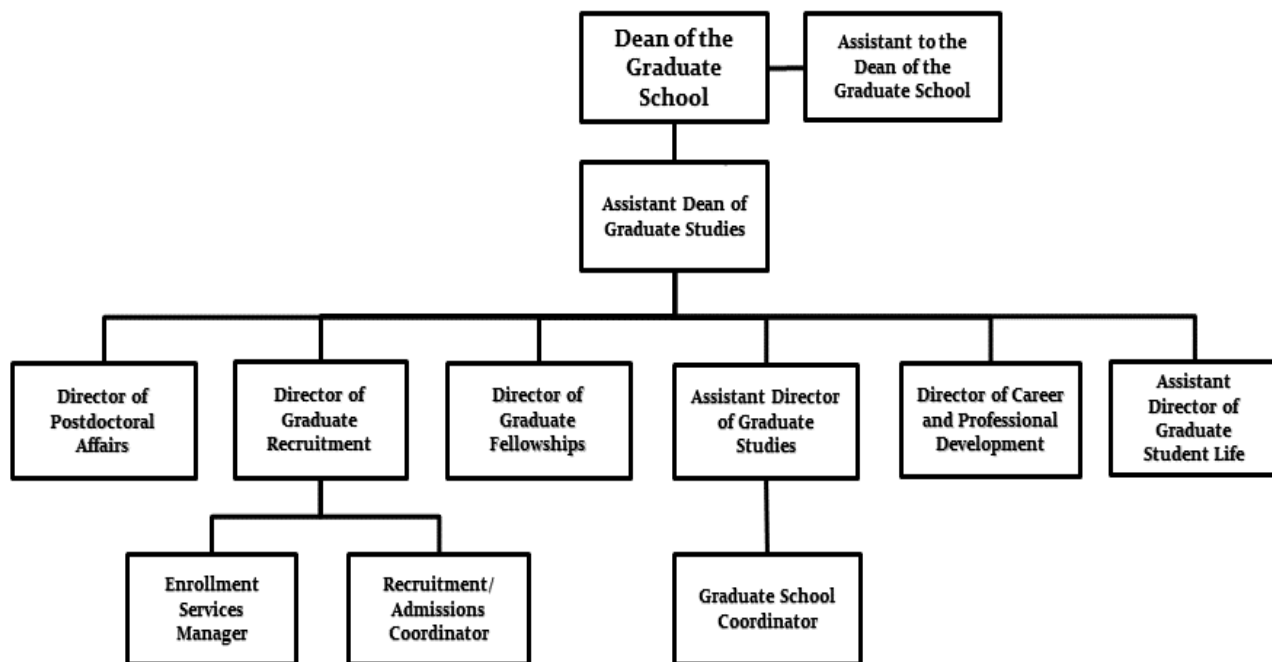 Dean of the
Graduate
School
Assistant to the
Dean of the
Graduate School
Assistant Dean of
Graduate Studies
Director of
Postdoctoral
Affairs
Director of
Graduate
Recruitment
Director of
Graduate
Fellowships
Assistant Director
of Graduate
Studies
Director of Career
and Professional
Development
Assistant
Director of
Graduate
Student Life
Enrollment
Services
Manager
Recruitment/
Admissions
Coordinator
Graduate School
Coordinator